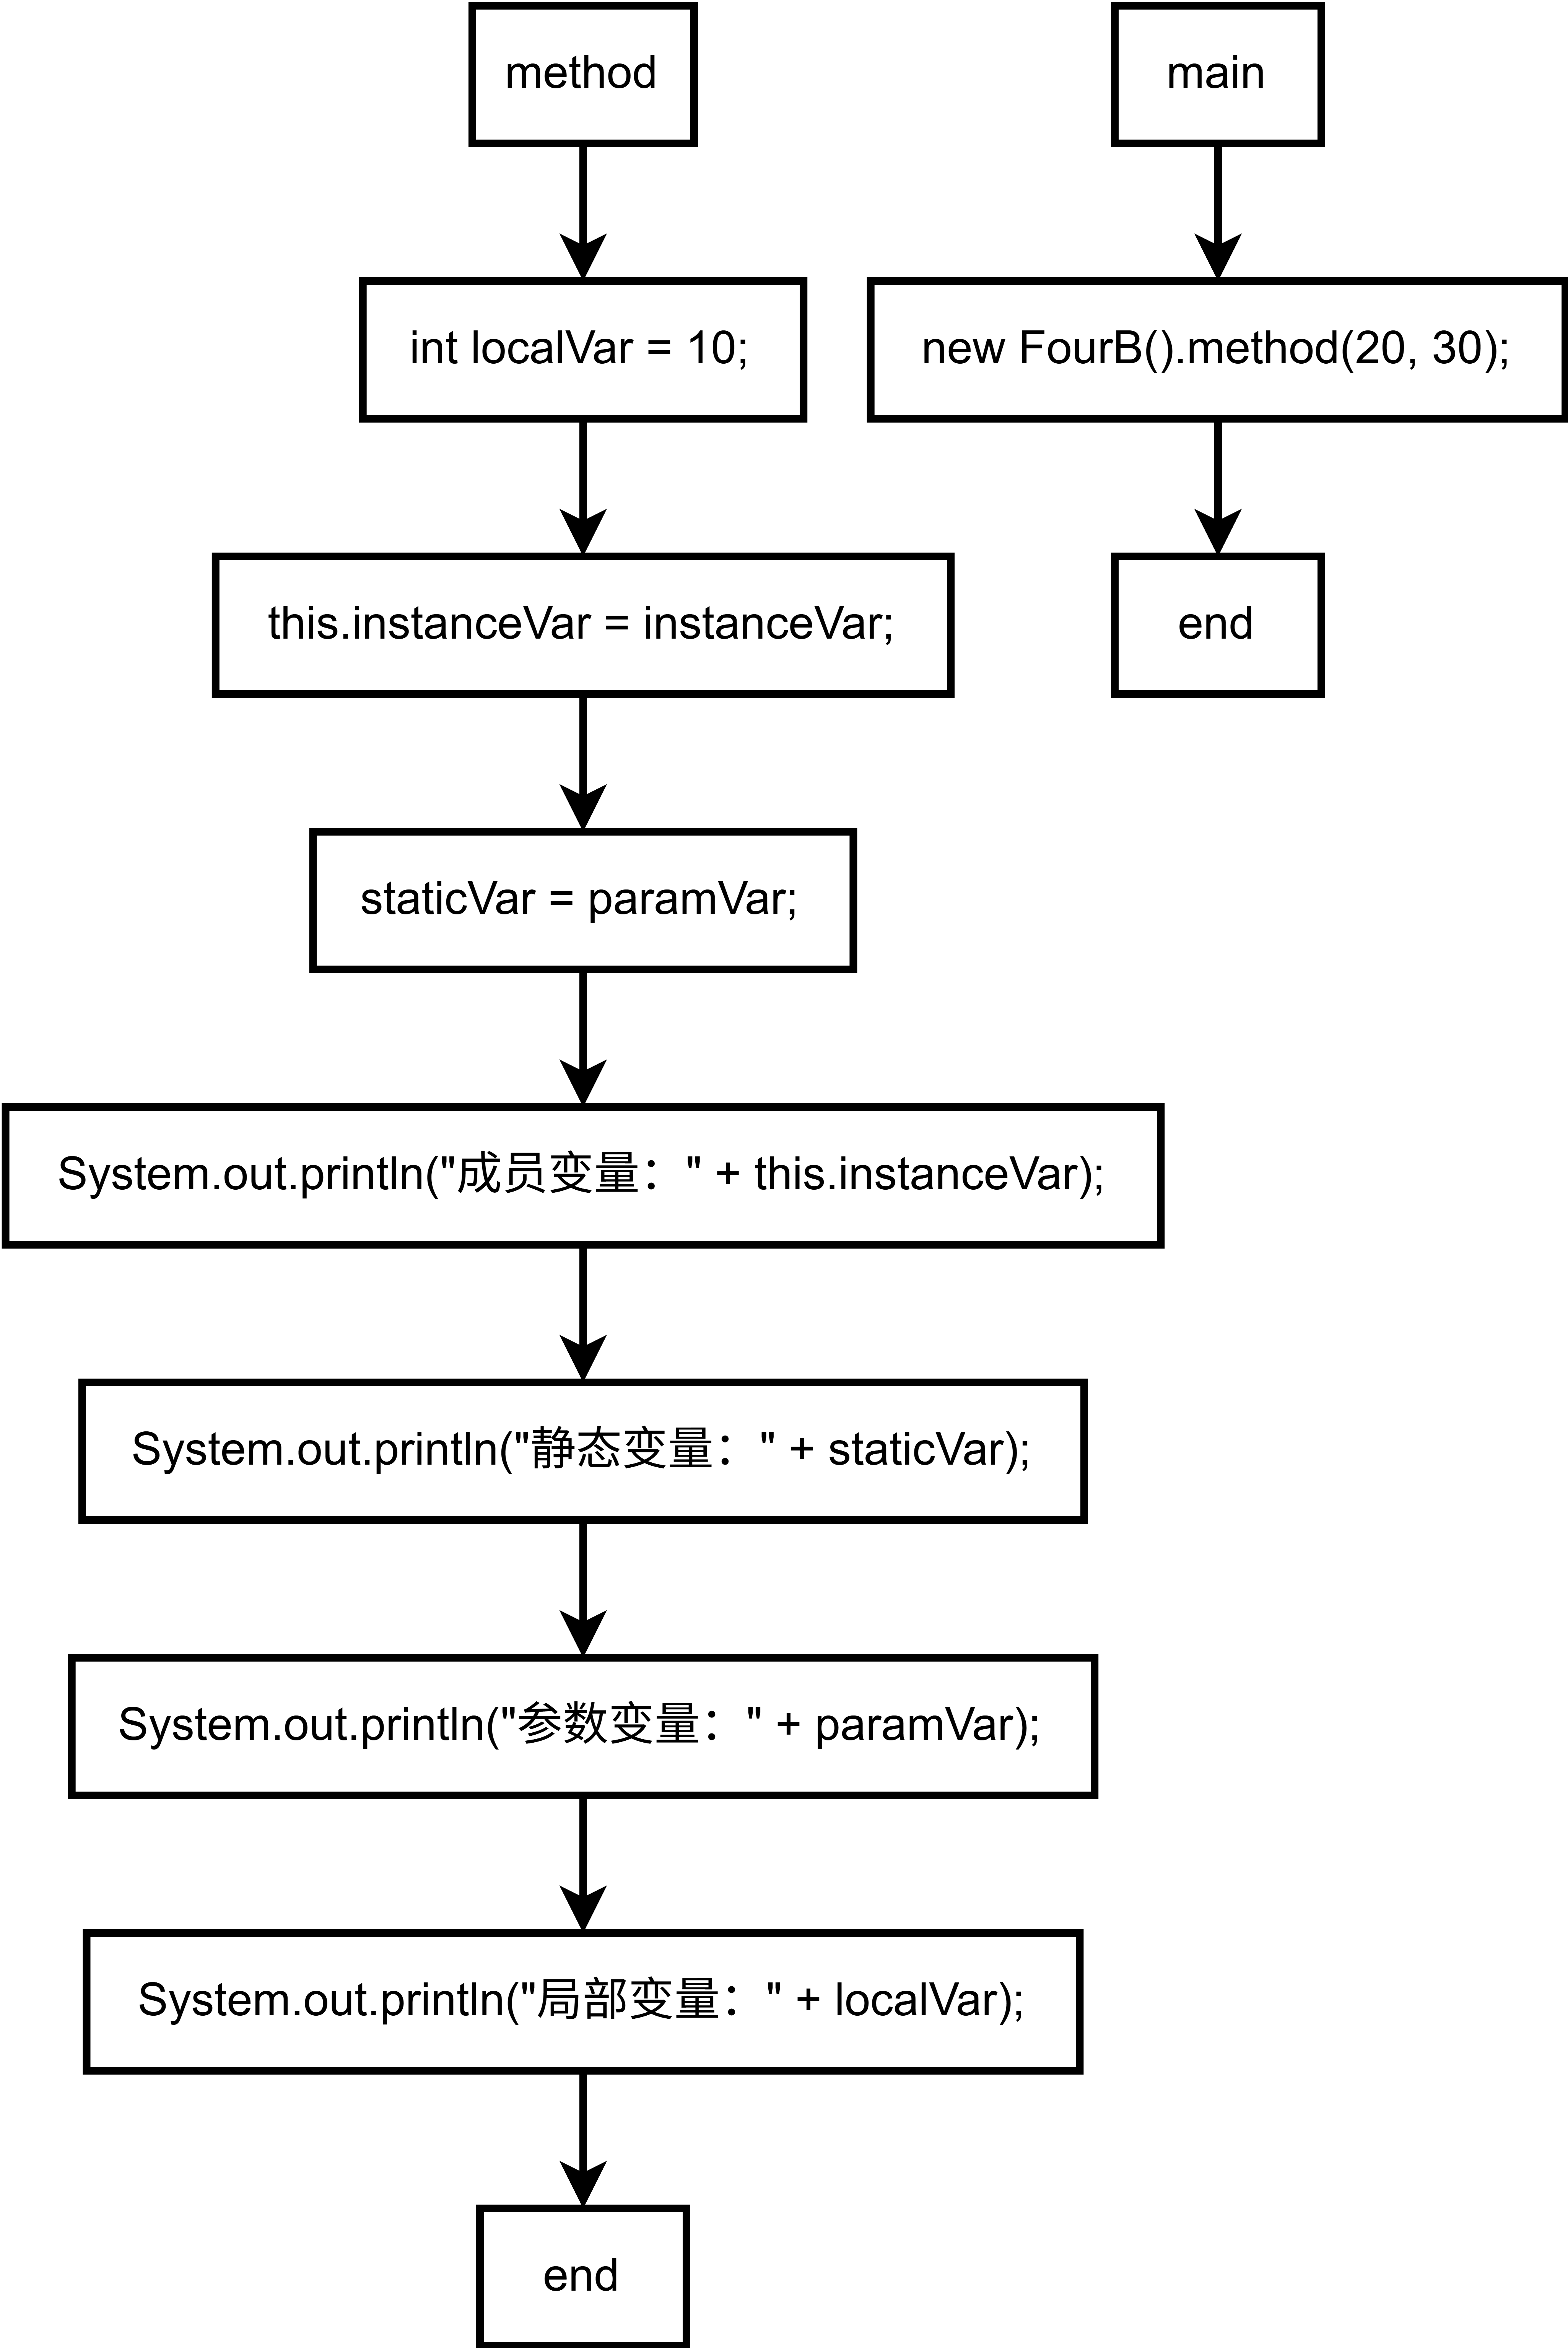 method
int localVar = 10;
this.instanceVar = instanceVar;
staticVar = paramVar;
System.out.println("成员变量：" + this.instanceVar);
System.out.println("静态变量：" + staticVar);
System.out.println("参数变量：" + paramVar);
System.out.println("局部变量：" + localVar);
end
main
new FourB().method(20, 30);
end